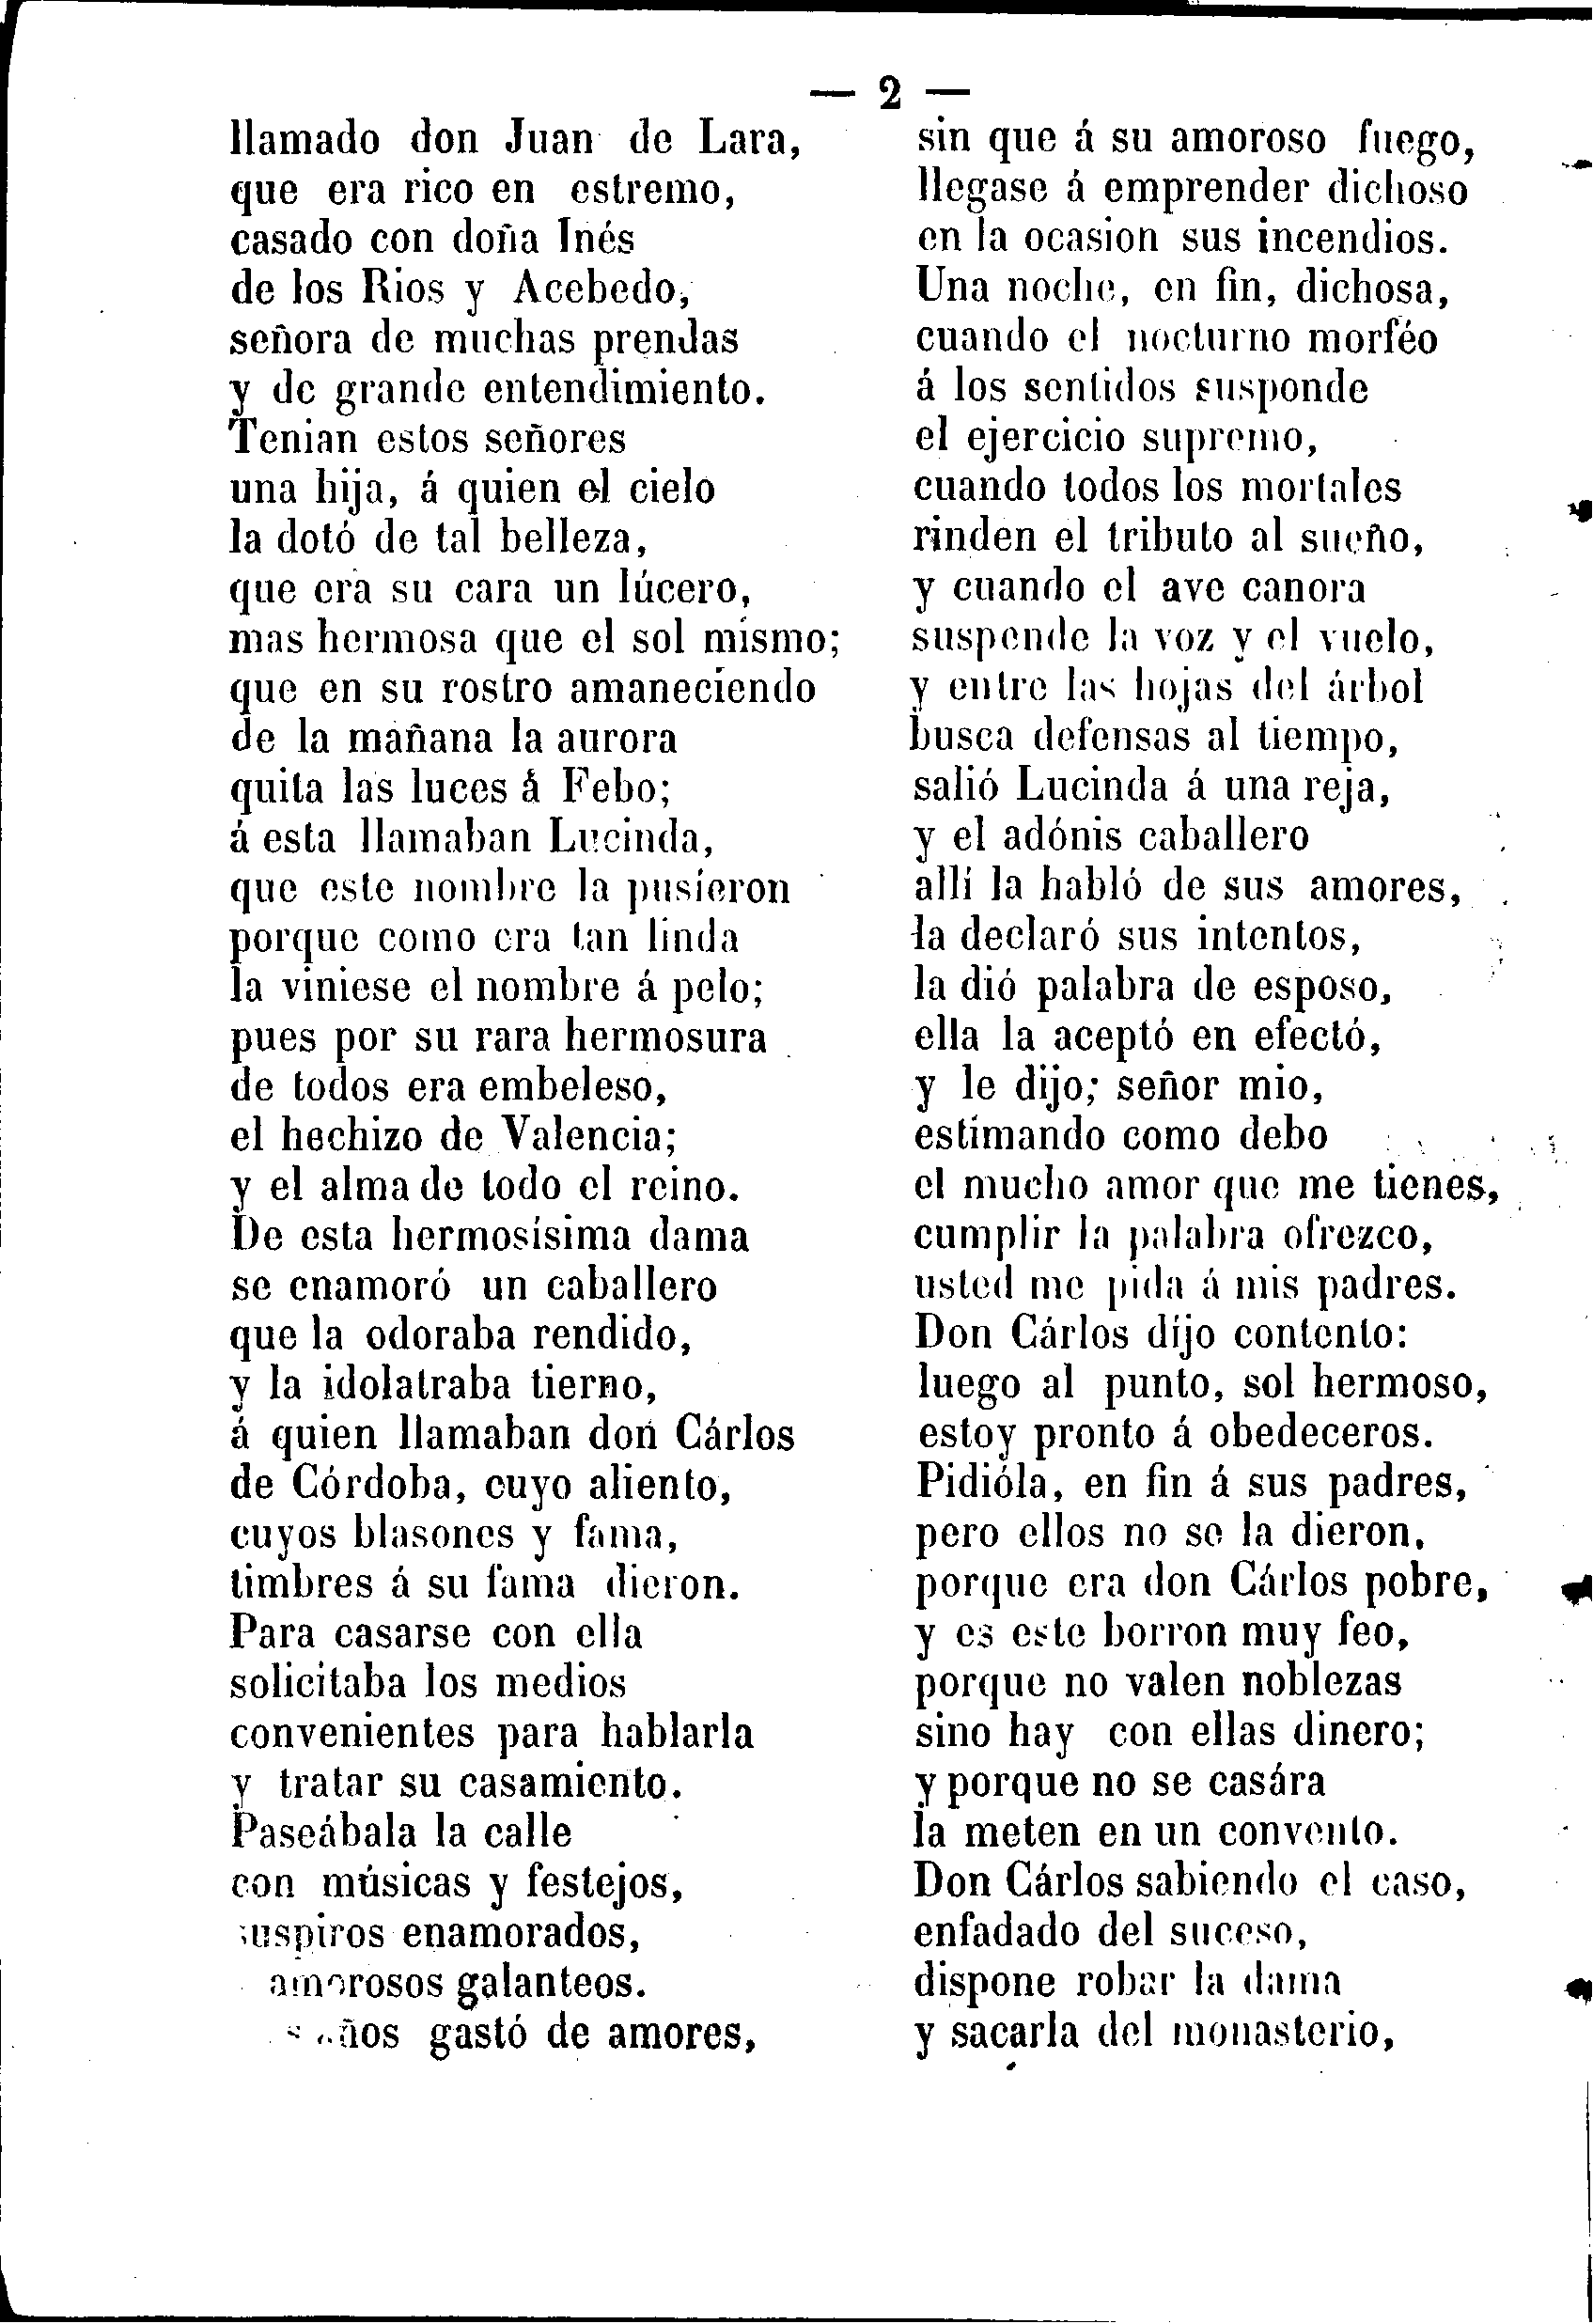 — 2 —
llamado don Juan de Lara,
que era rico en estremo,
casado con doña Inés
de los Rios y Acebedo,
señora de muchas prendas
y de grande entendimiento.
Tenian estos señores
una hija, á quien el cielo
la dotó de tal belleza,
que era su cara un lúcero,
mas hermosa que el sol mismo;
que en su rostro amaneciendo
de la mañana la aurora
quita las luces á Febo;
á esta llamaban Lucinda,
que este nombre la pusieron
porque como era tan linda
la viniese el nombre á pelo;
pues por su rara hermosura
de todos era embeleso,
el hechizo de Valencia;
y el alma de todo el reino.
De esta hermosísima dama
se enamoró un caballero
que la odoraba rendido,
y la idolatraba tierno,
á quien llamaban don Cárlos
de Córdoba, cuyo aliento,
cuyos blasones y fama,
timbres á su fama dieron.
Para casarse con ella
solicitaba los medios
convenientes para hablarla
y tratar su casamiento.
Paseábala la calle
con músicas y festejos,
suspiros enamorados,
amorosos galanteos.
gastó de amores,
sin que á su amoroso fuego,
llegase á emprender dichoso
en la ocasion sus incendios.
Una noche, en fin, dichosa,
cuando el nocturno morféo
á los sentidos susponde
el ejercicio supremo,
cuando todos los mortales
rinden el tributo al sueño,
y cuando el ave canora
suspende la voz y el vuelo,
y entre las hojas del árbol
busca defensas al tiempo,
salió Lucinda á una reja,
y el adónis caballero
allí la habló de sus amores,
la declaró sus intentos,
la dió palabra de esposo,
ella la aceptó en efectó,
y le dijo; señor mio,
estimando como debo
el mucho amor que me tienes,
cumplir la palabra ofrezco,
usted me pida á mis padres.
Don Cárlos dijo contento:
luego al punto, sol hermoso,
estoy pronto á obedeceros.
Pidióla, en fin á sus padres,
pero ellos no se la dieron,
porque era don Cárlos pobre,
y es este borron muy feo,
porque no valen noblezas
sino hay con ellas dinero;
y porque no se casára
la meten en un convento.
Don Cárlos sabiendo el caso,
enfadado del suceso,
dispone robar la dama
y sacarla del monasterio,